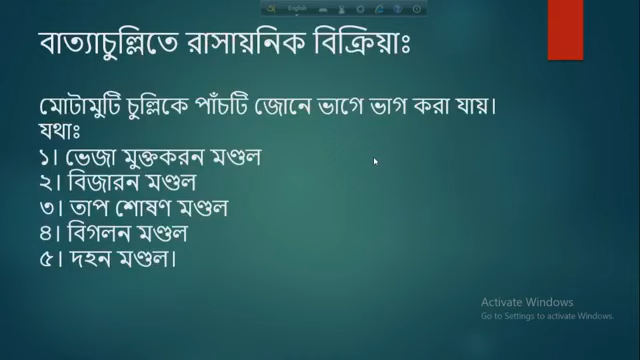 English
বাত্যাচুল্লিতে রাসায়নিক বিক্রিয়াঃ
মোটামুটি চুল্লিকে পাঁচটি জোনে ভাগে ভাগ করা যায়।
যথাঃ
১। ভেজা মুক্তকরন মণ্ডল
২। বিজারন মণ্ডল
৩। তাপ শোষণ মণ্ডল
৪। বিগলন মণ্ডল
৫। দহন মণ্ডল।
Activate Windows
Go to Settings to activate Windows.